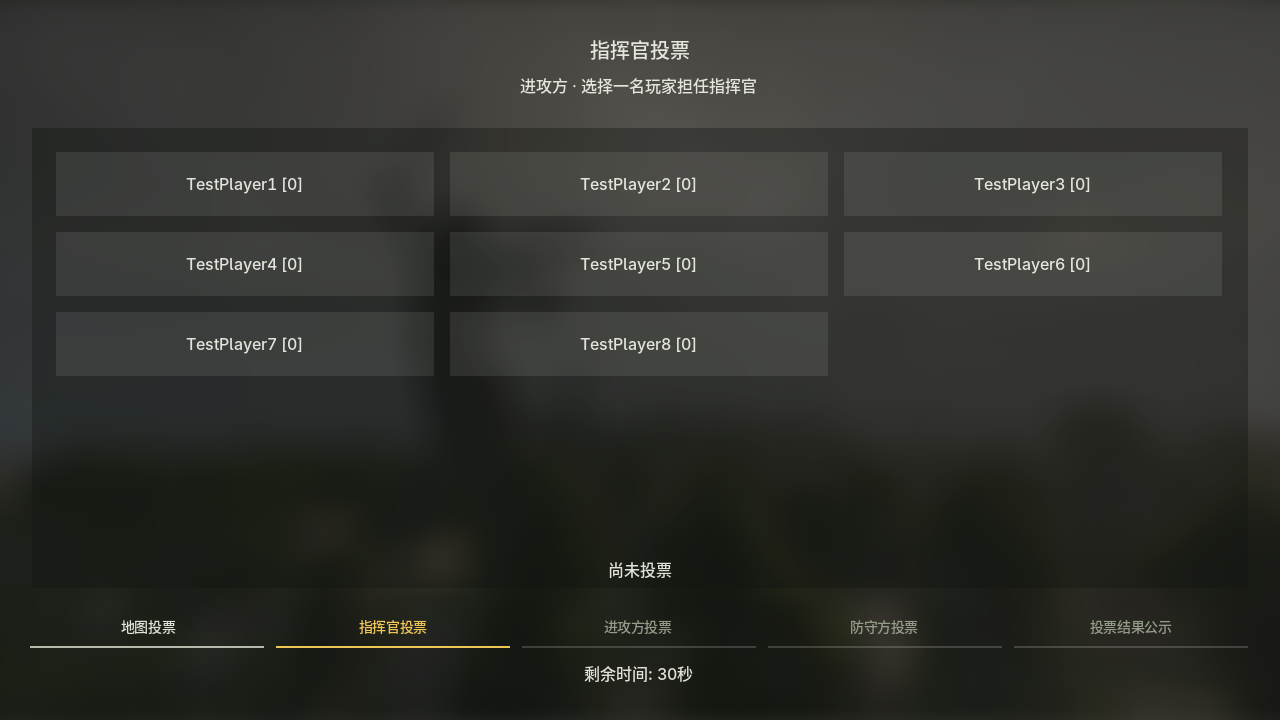 指挥官投票
进攻方 · 选择一名玩家担任指挥官
TestPlayer1 [0]
TestPlayer2 [0]
TestPlayer3 [0]
TestPlayer4 [0]
TestPlayer5 [0]
TestPlayer6 [0]
TestPlayer7 [0]
TestPlayer8 [0]
尚未投票
地图投票
指挥官投票
进攻方投票
防守方投票
投票结果公示
剩余时间: 30秒